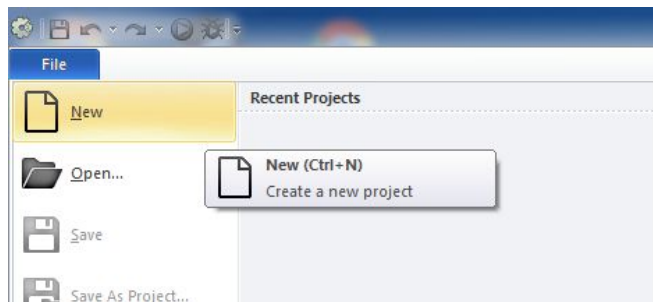 File
New
Recent Projects
Open...
New (Ctrl+N)
Create a new project
Save
Save As Project...